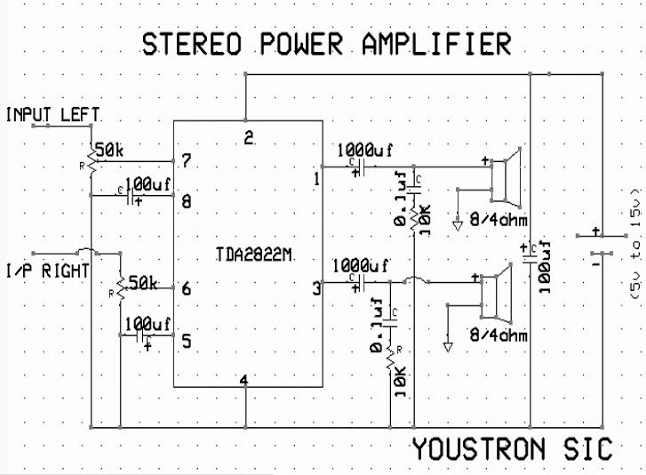 STEREO POWER AMPLIFIER
INPUT LEFT
50k
R
C 100uf
+
I/P RIGHT
50k
R
100uf
C
+
2
7
8
1
TDA2822M
6
3
5
4
1000uf
C
+
C
0.1uf
10K
+
8/4ohm
1000uf
C
+
C
0.1uf
R
10K
+
8/4ohm
+
C
100uf
+
-
(5v to 15v)
YOUSTRON SIC